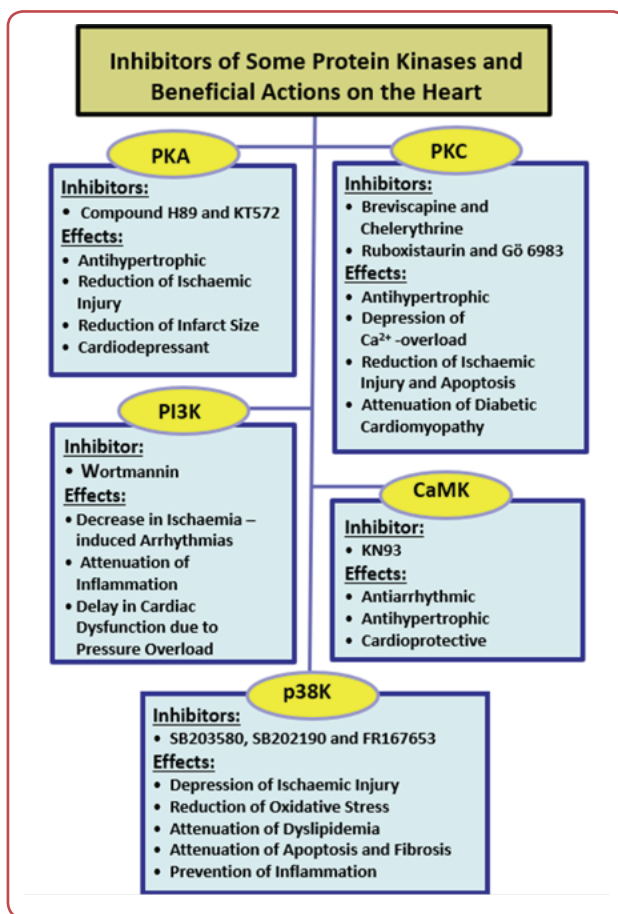 Inhibitors of Some Protein Kinases and
Beneficial Actions on the Heart
PKA
Inhibitors:
• Compound H89 and KT572
Effects:
• Antihypertrophic
• Reduction of Ischaemic
Injury
• Reduction of Infarct Size
• Cardiodepressant
PKC
Inhibitors:
• Breviscapine and
Chelerythrine
• Ruboxistaurin and Gö 6983
Effects:
• Antihypertrophic
• Depression of
Ca²⁺ -overload
• Reduction of Ischaemic
Injury and Apoptosis
• Attenuation of Diabetic
Cardiomyopathy
PI3K
Inhibitor:
• Wortmannin
Effects:
• Decrease in Ischaemia –
induced Arrhythmias
• Attenuation of
Inflammation
• Delay in Cardiac
Dysfunction due to
Pressure Overload
CaMK
Inhibitor:
• KN93
Effects:
• Antiarrhythmic
• Antihypertrophic
• Cardioprotective
p38K
Inhibitors:
• SB203580, SB202190 and FR167653
Effects:
• Depression of Ischaemic Injury
• Reduction of Oxidative Stress
• Attenuation of Dyslipidemia
• Attenuation of Apoptosis and Fibrosis
• Prevention of Inflammation